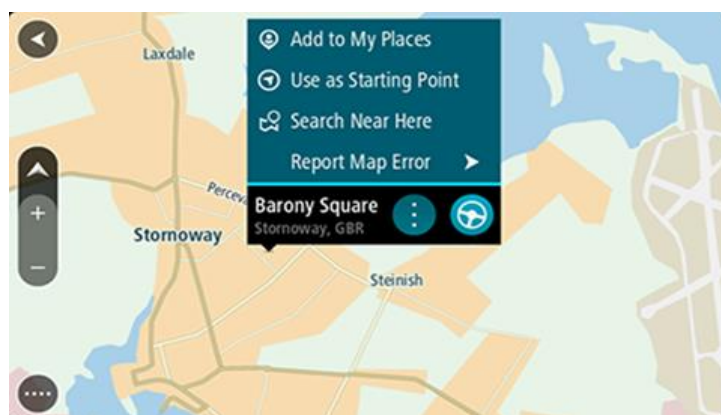 Laxdale
Add to My Places
Use as Starting Point
Search Near Here
Report Map Error
Perceva
Barony Square
Stornoway, GBR
Stornoway
Steinish